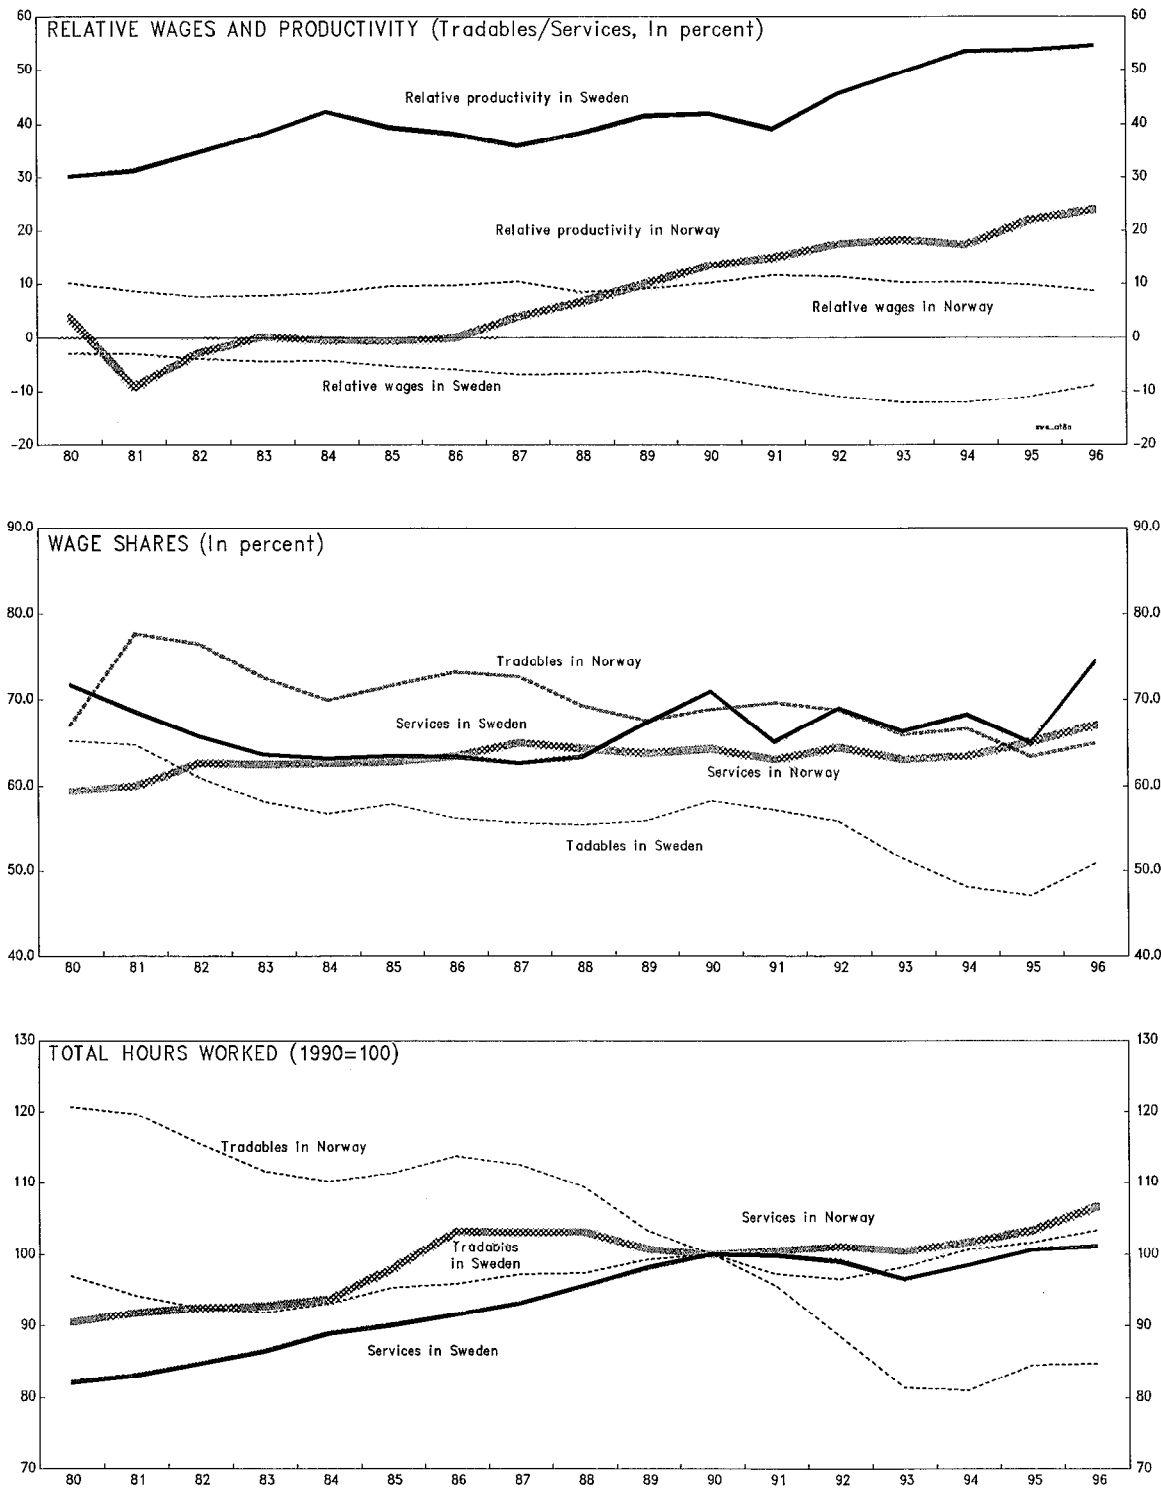 RELATIVE WAGES AND PRODUCTIVITY (Tradables/Services, In percent)
60 60
50 50
Relative productivity in Sweden
40 40
30 30
Relative productivity in Norway
20 20
10 10
Relative wages in Norway
0 0
Relative wages in Sweden
-10 -10
-20 -20
80 81 82 83 84 85 86 87 88 89 90 91 92 93 94 95 96
90.0 90.0
WAGE SHARES (In percent)
80.0 80.0
Tradables in Norway
70.0 70.0
Services in Sweden
Services in Norway
60.0 60.0
Tadables in Sweden
50.0 50.0
40.0 40.0
80 81 82 83 84 85 86 87 88 89 90 91 92 93 94 95 96
130 130
TOTAL HOURS WORKED (1990=100)
120 120
Tradables in Norway
110 110
Services in Norway
100 100
Tradables
in Sweden
90 90
Services in Sweden
80 80
70 70
80 81 82 83 84 85 86 87 88 89 90 91 92 93 94 95 96